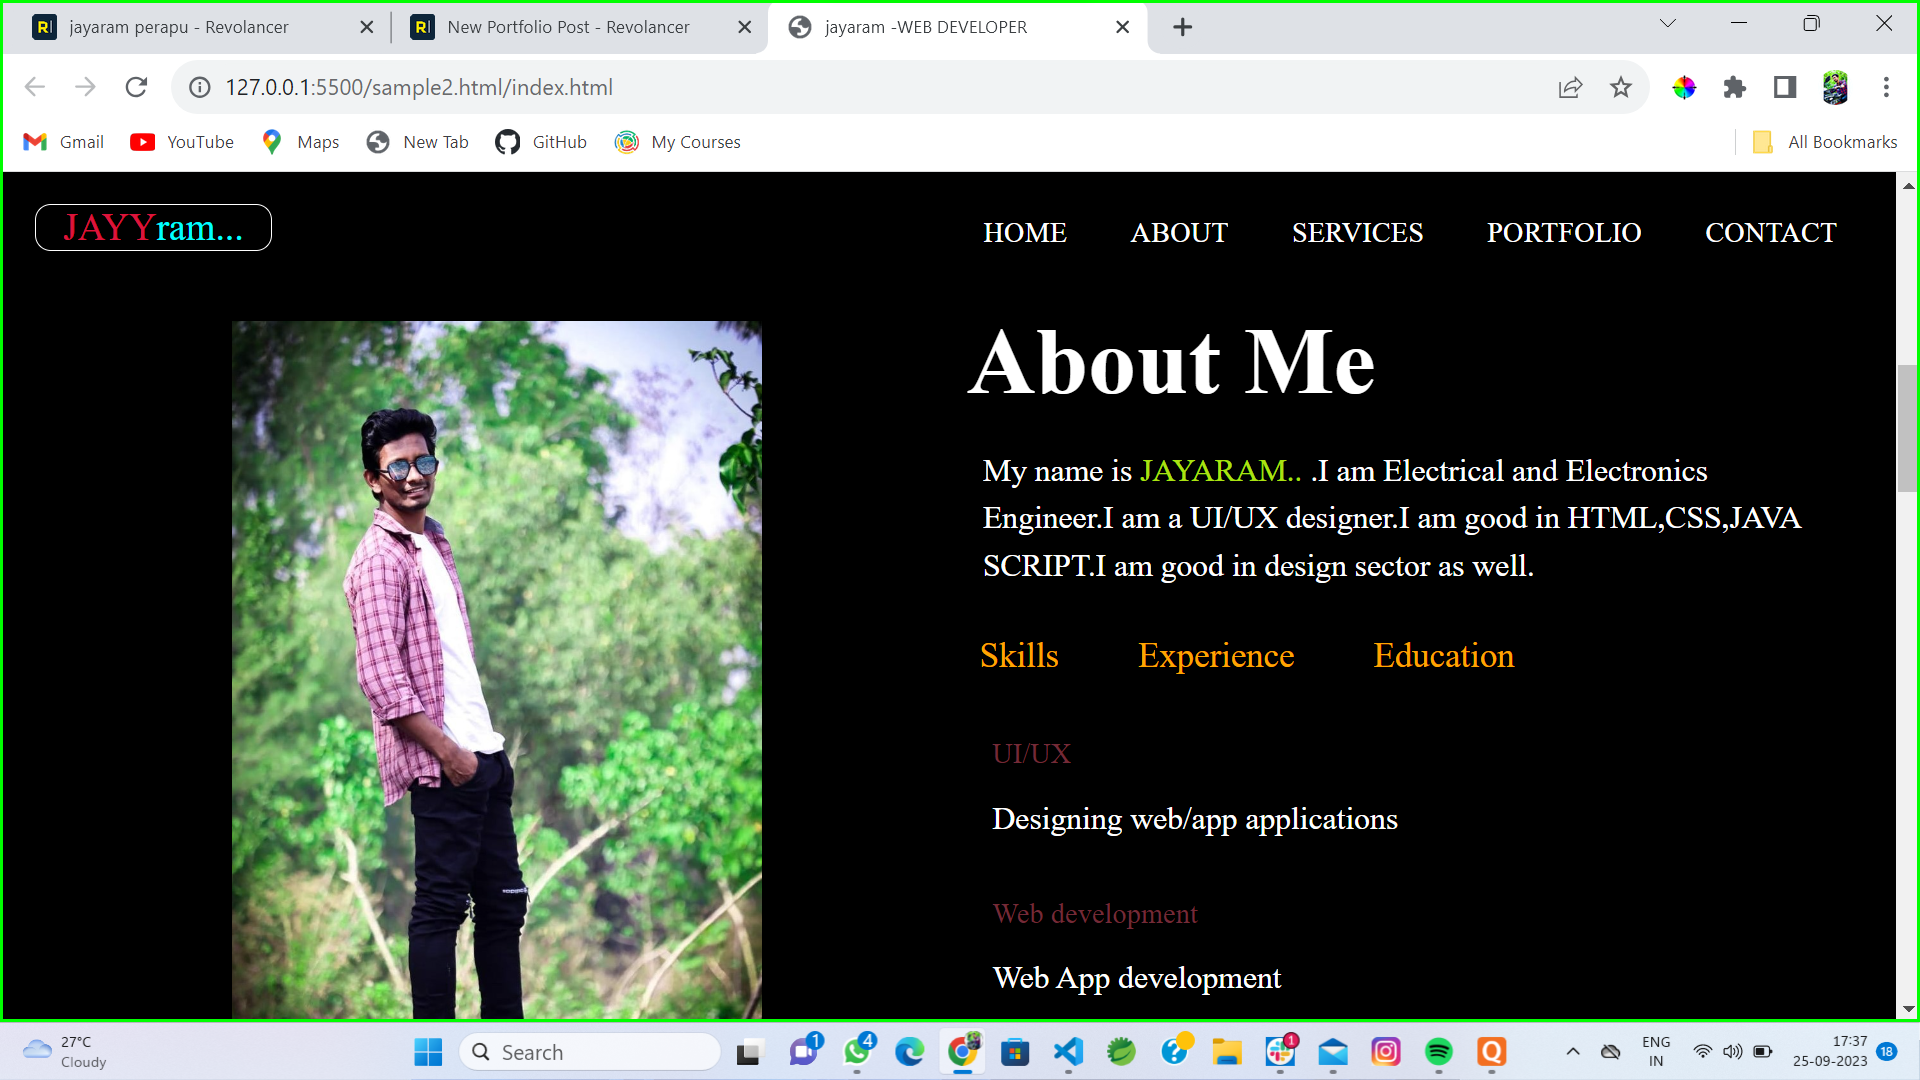 jayaram perapu - Revolancer
New Portfolio Post - Revolancer
jayaram -WEB DEVELOPER
127.0.0.1:5500/sample2.html/index.html
Gmail
YouTube
Maps
New Tab
GitHub
My Courses
All Bookmarks
JAYYram...
HOME
ABOUT
SERVICES
PORTFOLIO
CONTACT
About Me
My name is JAYARAM.. .I am Electrical and Electronics
Engineer.I am a UI/UX designer.I am good in HTML,CSS,JAVA
SCRIPT.I am good in design sector as well.
Skills
Experience
Education
UI/UX
Designing web/app applications
Web development
Web App development
27°C
Cloudy
Search
1
4
1
ENG
IN
17:37
25-09-2023
18